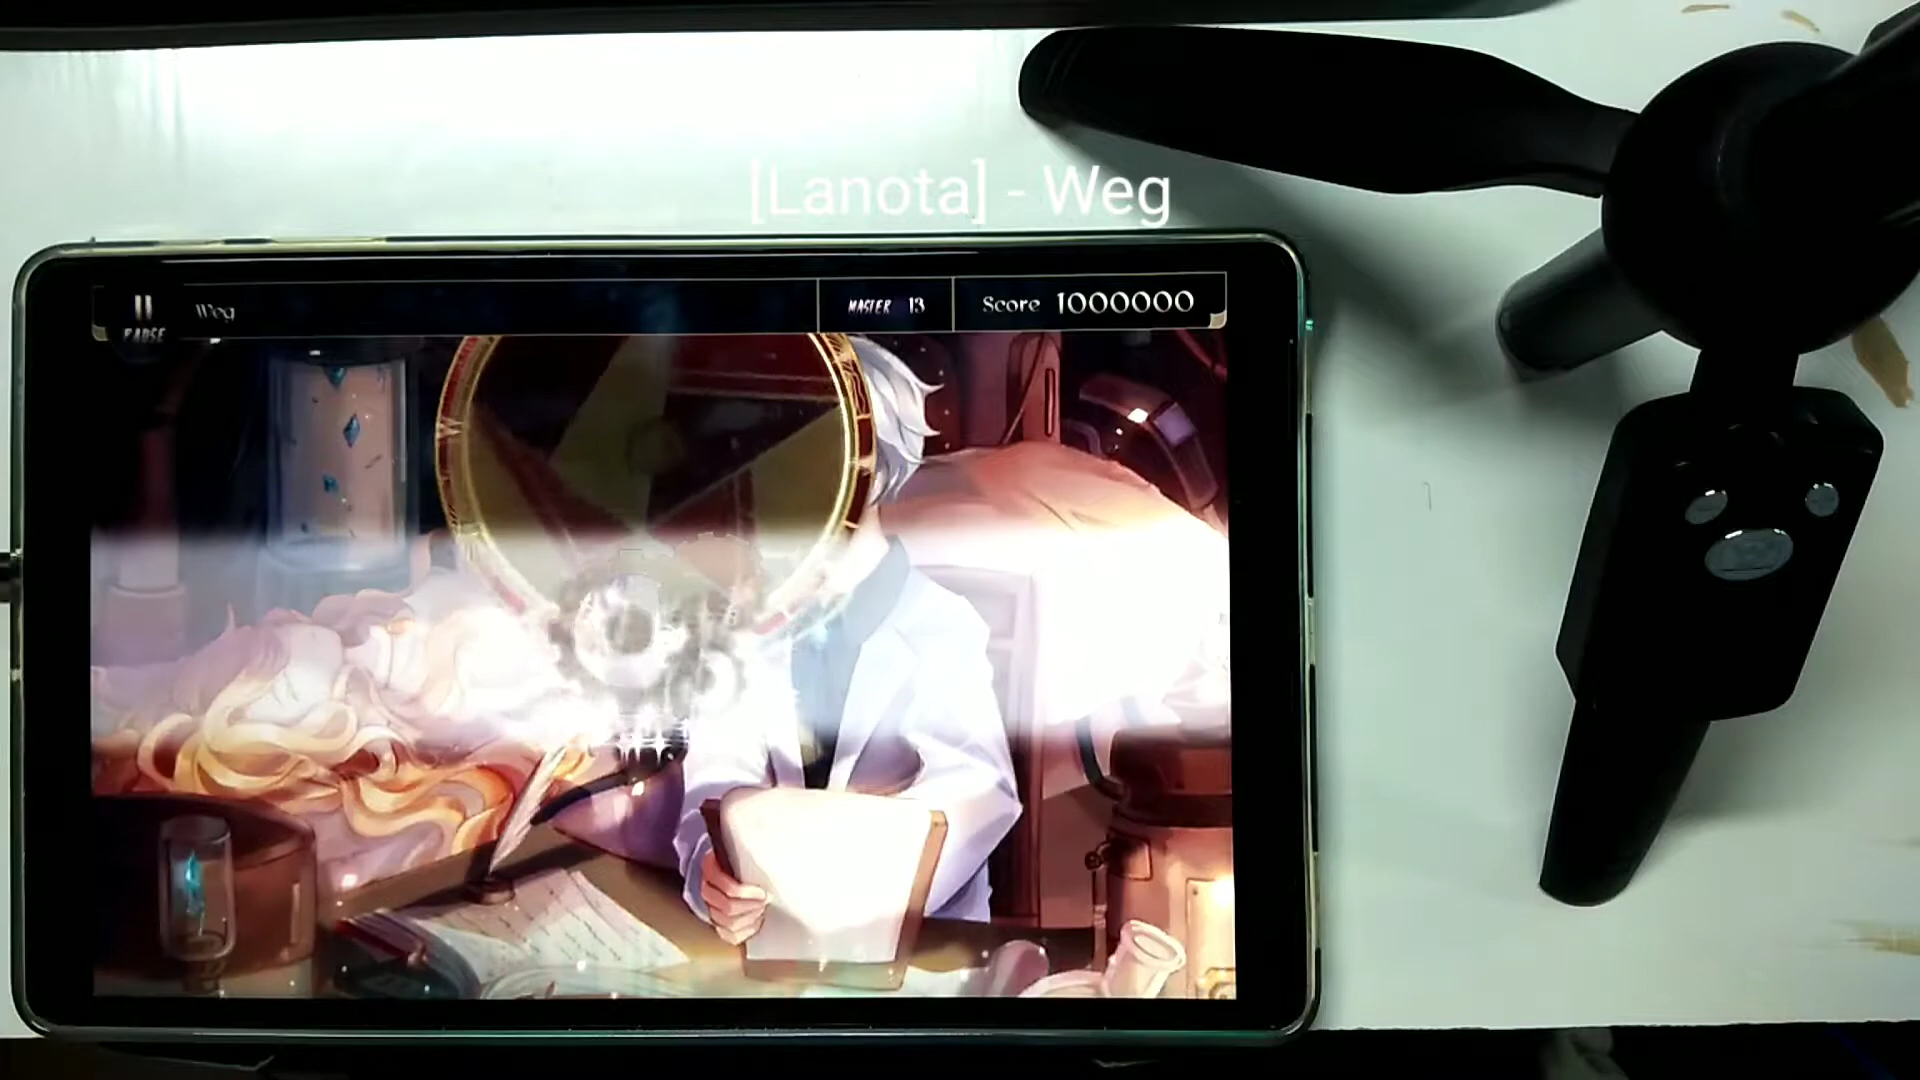 [Lanota] - Weg
PAUSE
Weg
MASTER 13
Score 1000000